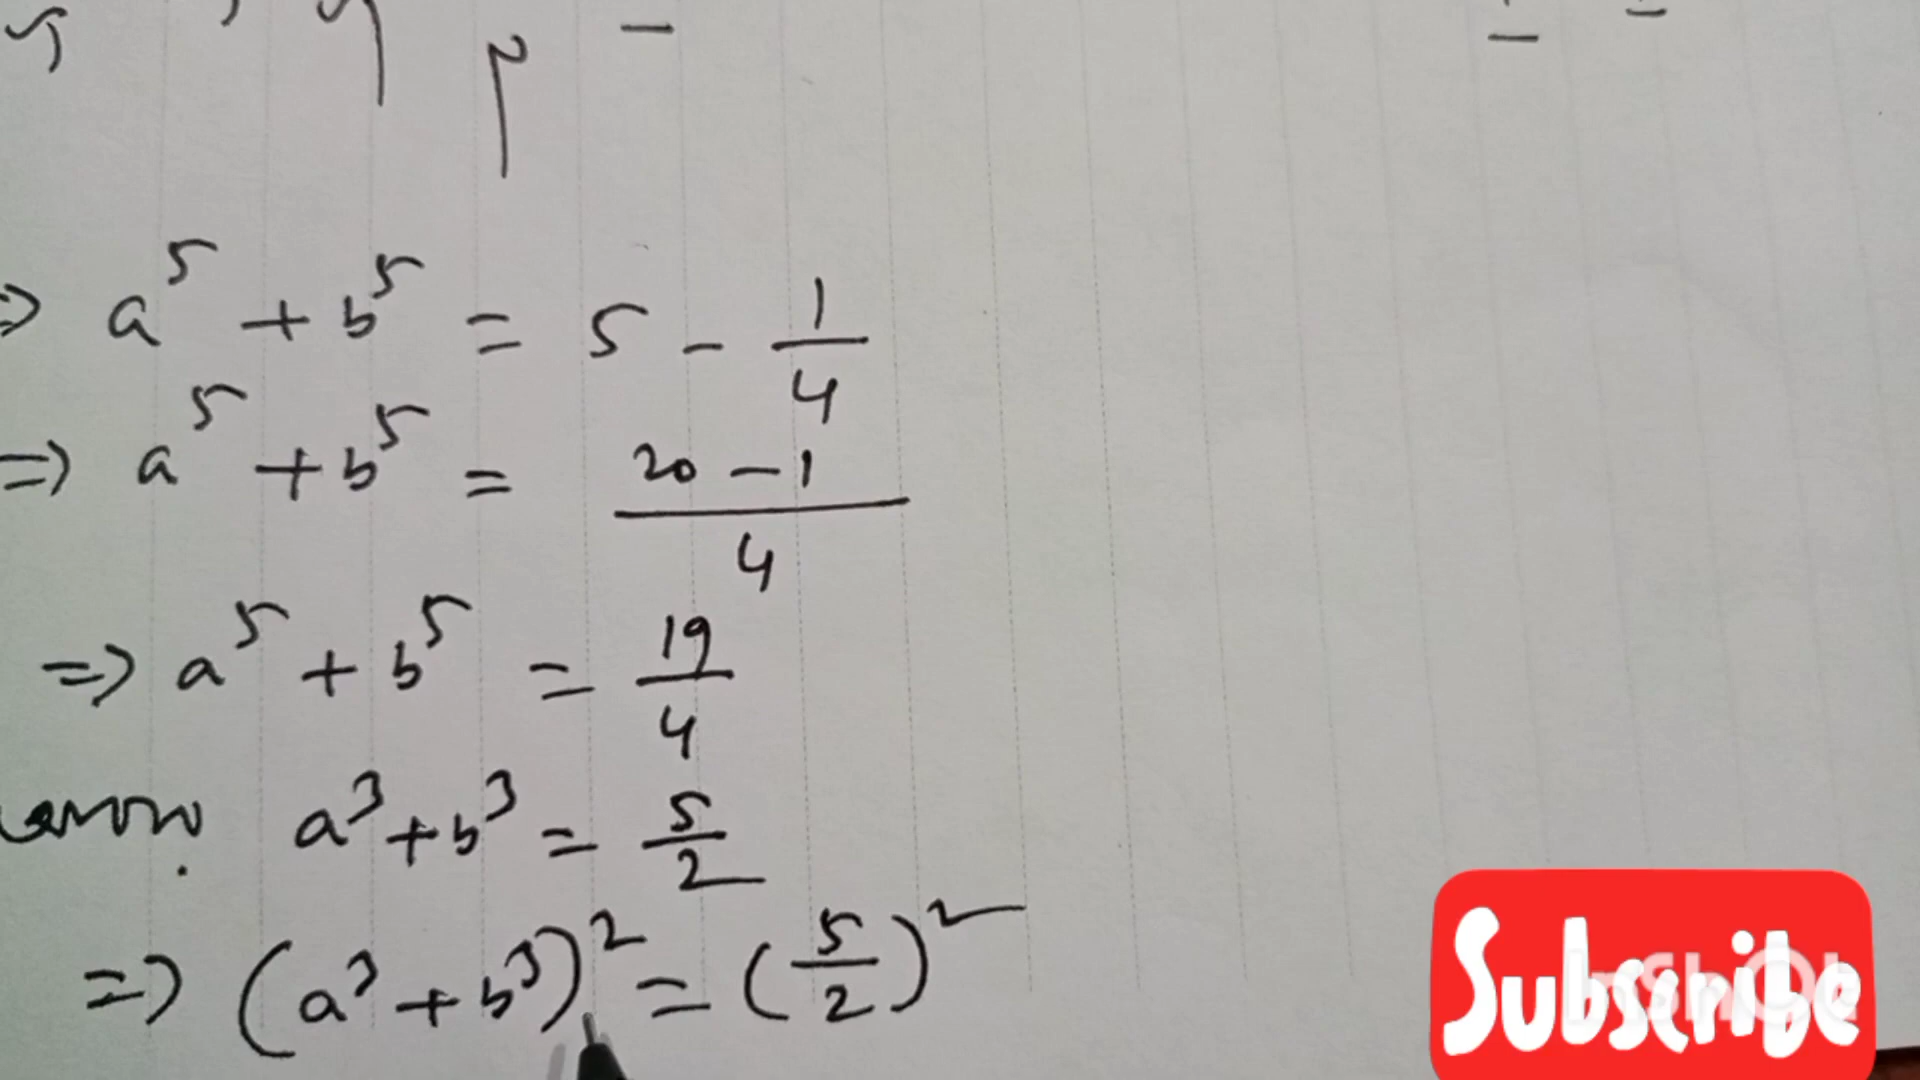 => a⁵ + b⁵ = 5 - 1/4
=> a⁵ + b⁵ = (20 - 1)/4
=> a⁵ + b⁵ = 19/4
a³ + b³ = 5/2
=> (a³ + b³)² = (5/2)²
Subscribe
InShOt